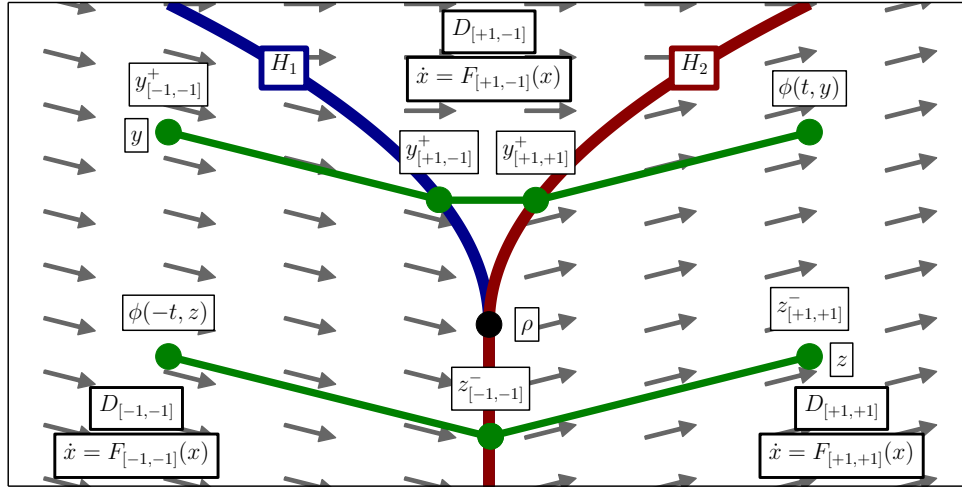 D_{[+1,-1]}
H_1
H_2
ẋ = F_{[+1,-1]}(x)
y^+_{[-1,-1]}
ϕ(t, y)
y
y^+_{[+1,-1]}
y^+_{[+1,+1]}
ϕ(−t, z)
z^-_{[+1,+1]}
ρ
z
z^-_{[-1,-1]}
D_{[-1,-1]}
D_{[+1,+1]}
ẋ = F_{[-1,-1]}(x)
ẋ = F_{[+1,+1]}(x)